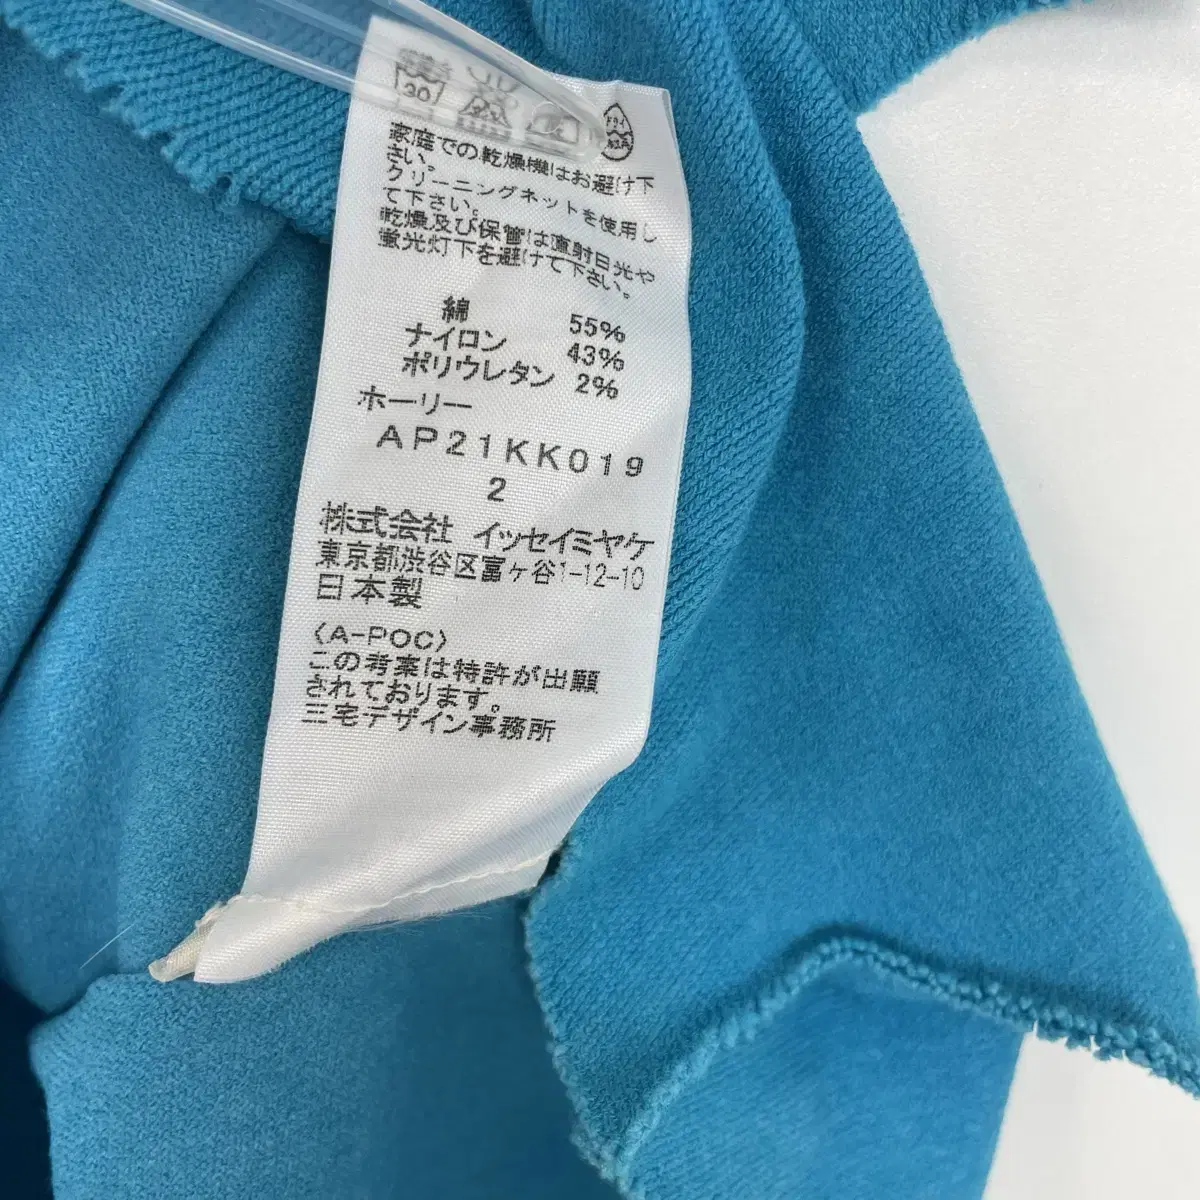 30
家庭での乾燥機はお避け下
さい。
クリーニングネットを使用し
て下さい。
乾燥及び保管は直射日光や
蛍光灯下を避けて下さい。
綿 55%
ナイロン 43%
ポリウレタン 2%
ホーリー
AP21KK019
2
株式会社 イッセイミヤケ
東京都渋谷区富ヶ谷1-12-10
日本製
〈A-POC〉
この考案は特許が出願
されております。
三宅デザイン事務所